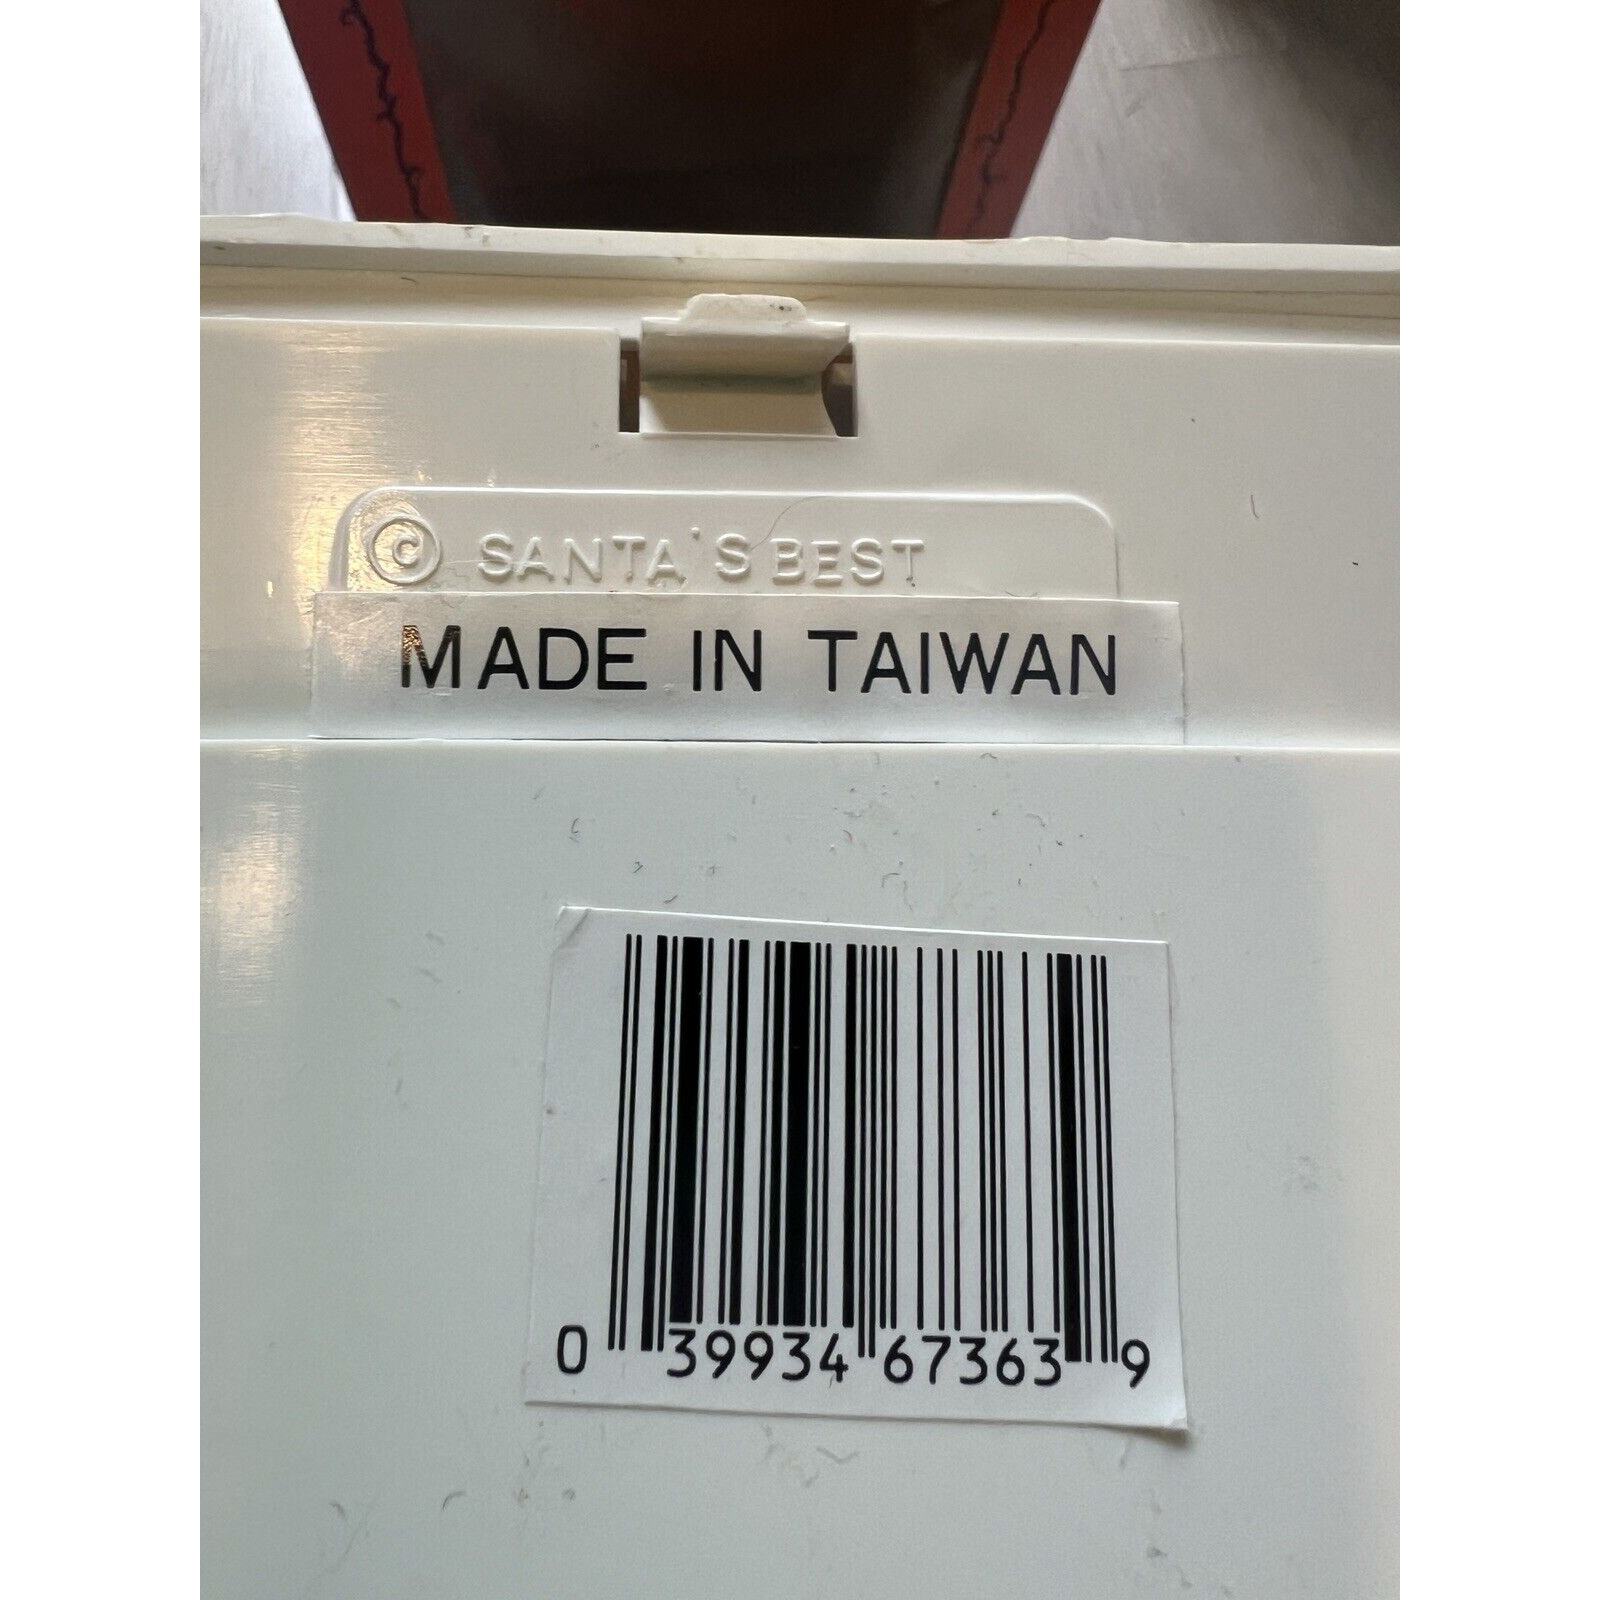 © SANTA'S BEST
MADE IN TAIWAN
0 39934 67363 9